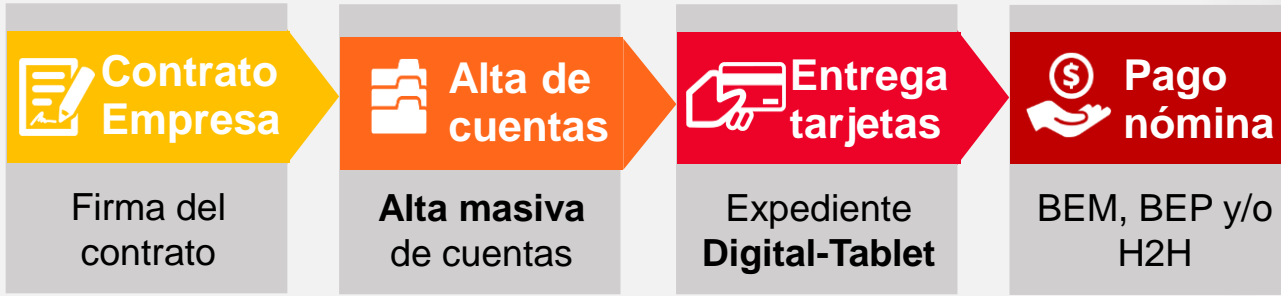 Contrato
Empresa
Firma del
contrato
Alta de
cuentas
Alta masiva
de cuentas
Entrega
tarjetas
Expediente
Digital-Tablet
$
Pago
nómina
BEM, BEP y/o
H2H